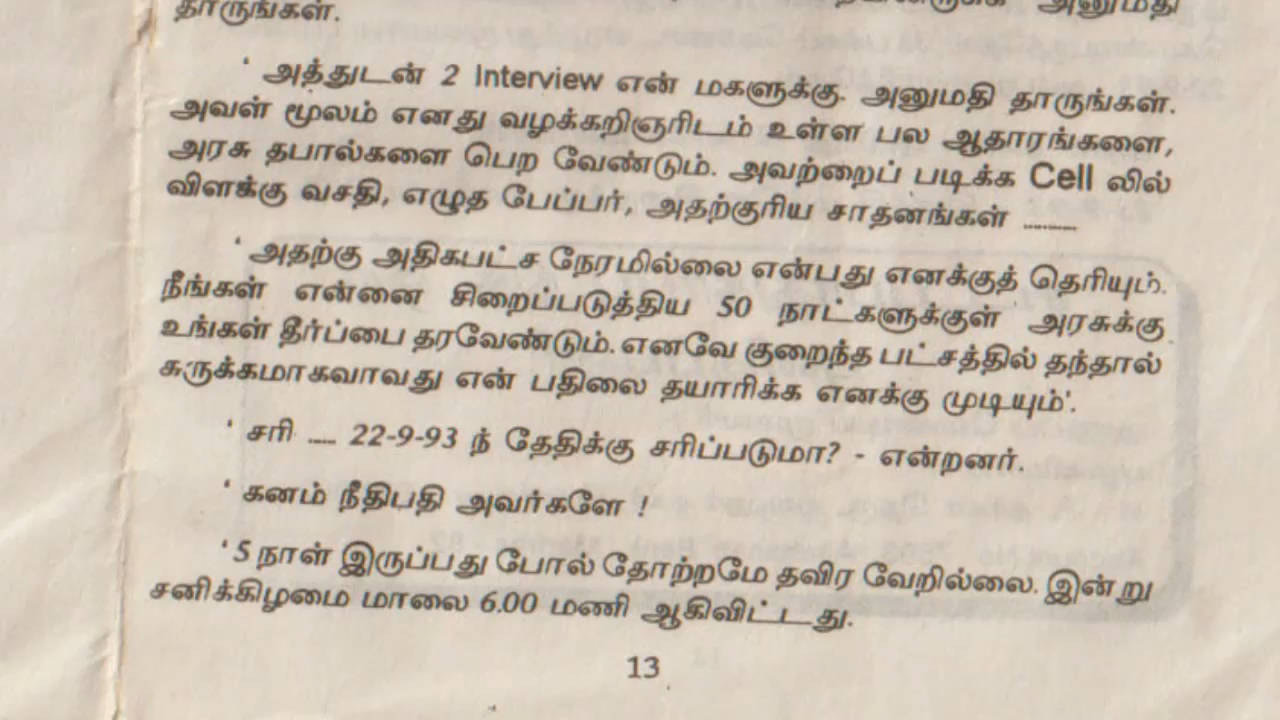 தாருங்கள்.
' அத்துடன் 2 Interview என் மகளுக்கு. அனுமதி தாருங்கள்.
அவள் மூலம் எனது வழக்கறிஞரிடம் உள்ள பல ஆதாரங்களை,
அரசு தபால்களை பெற வேண்டும். அவற்றைப் படிக்க Cell லில்
விளக்கு வசதி, எழுத பேப்பர், அதற்குரிய சாதனங்கள் ..........
' அதற்கு அதிகபட்ச நேரமில்லை என்பது எனக்குத் தெரியும்.
நீங்கள் என்னை சிறைப்படுத்திய 50 நாட்களுக்குள் அரசுக்கு
உங்கள் தீர்ப்பை தரவேண்டும். எனவே குறைந்த பட்சத்தில் தந்தால்
சுருக்கமாகவாவது என் பதிலை தயாரிக்க எனக்கு முடியும்'.
' சரி ..... 22-9-93 ந் தேதிக்கு சரிப்படுமா? - என்றனர்.
' கனம் நீதிபதி அவர்களே !
' 5 நாள் இருப்பது போல் தோற்றமே தவிர வேறில்லை. இன்று
சனிக்கிழமை மாலை 6.00 மணி ஆகிவிட்டது.
13